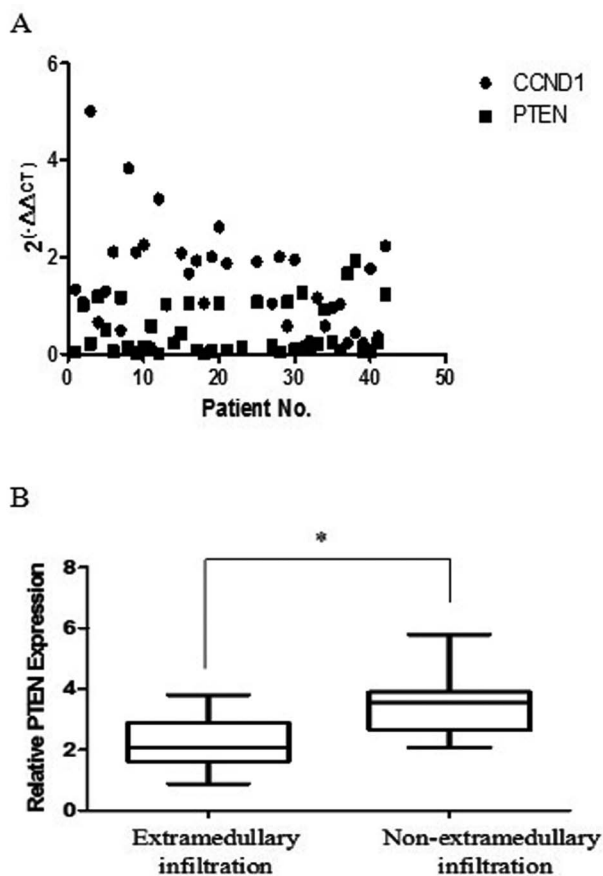 A
6
4
2
0
2(-ΔΔCT)
0 10 20 30 40 50
Patient No.
CCND1
PTEN
B
*
8
6
4
2
0
Relative PTEN Expression
Extramedullary
infiltration
Non-extramedullary
infiltration